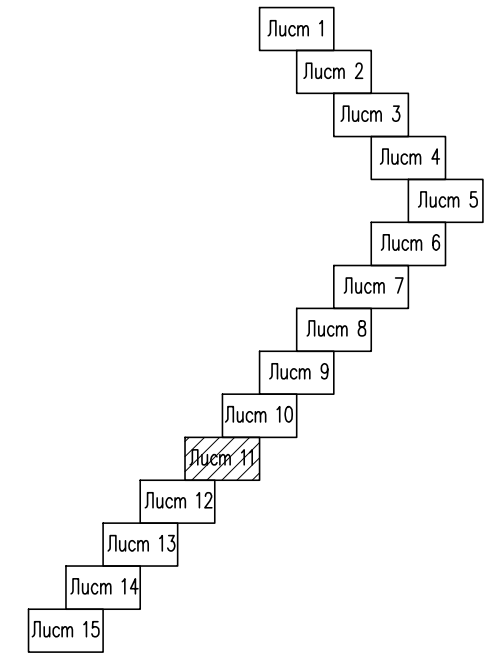 Лист 1
Лист 2
Лист 3
Лист 4
Лист 5
Лист 6
Лист 7
Лист 8
Лист 9
Лист 10
Лист 11
Лист 12
Лист 13
Лист 14
Лист 15